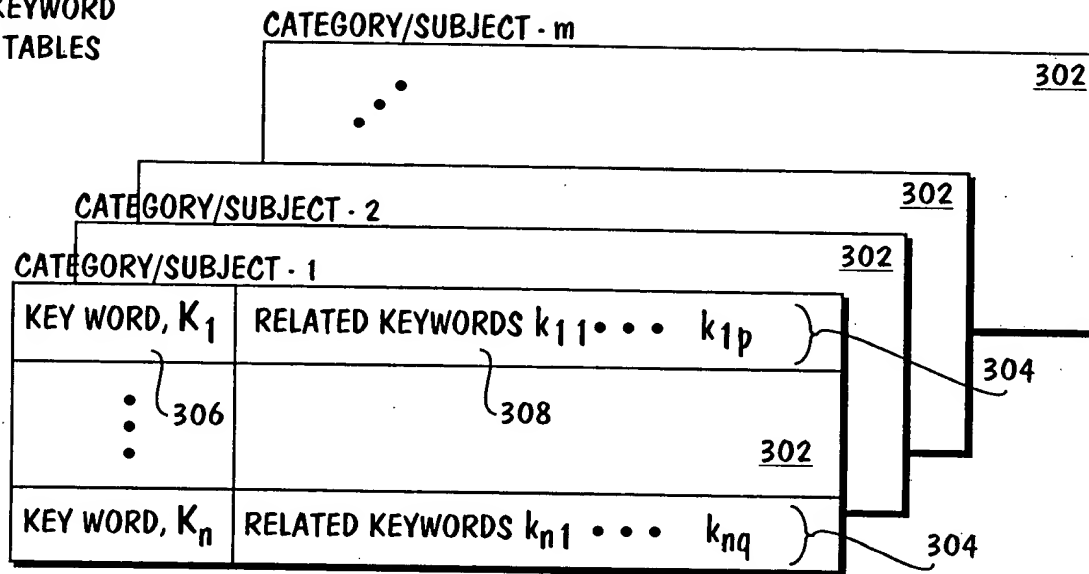 KEYWORD
TABLES
CATEGORY/SUBJECT - m
302
302
CATEGORY/SUBJECT - 2
302
CATEGORY/SUBJECT - 1
KEY WORD, K1 RELATED KEYWORDS k11 • • • k1p
304
306 308
302
KEY WORD, Kn RELATED KEYWORDS kn1 • • • knq
304